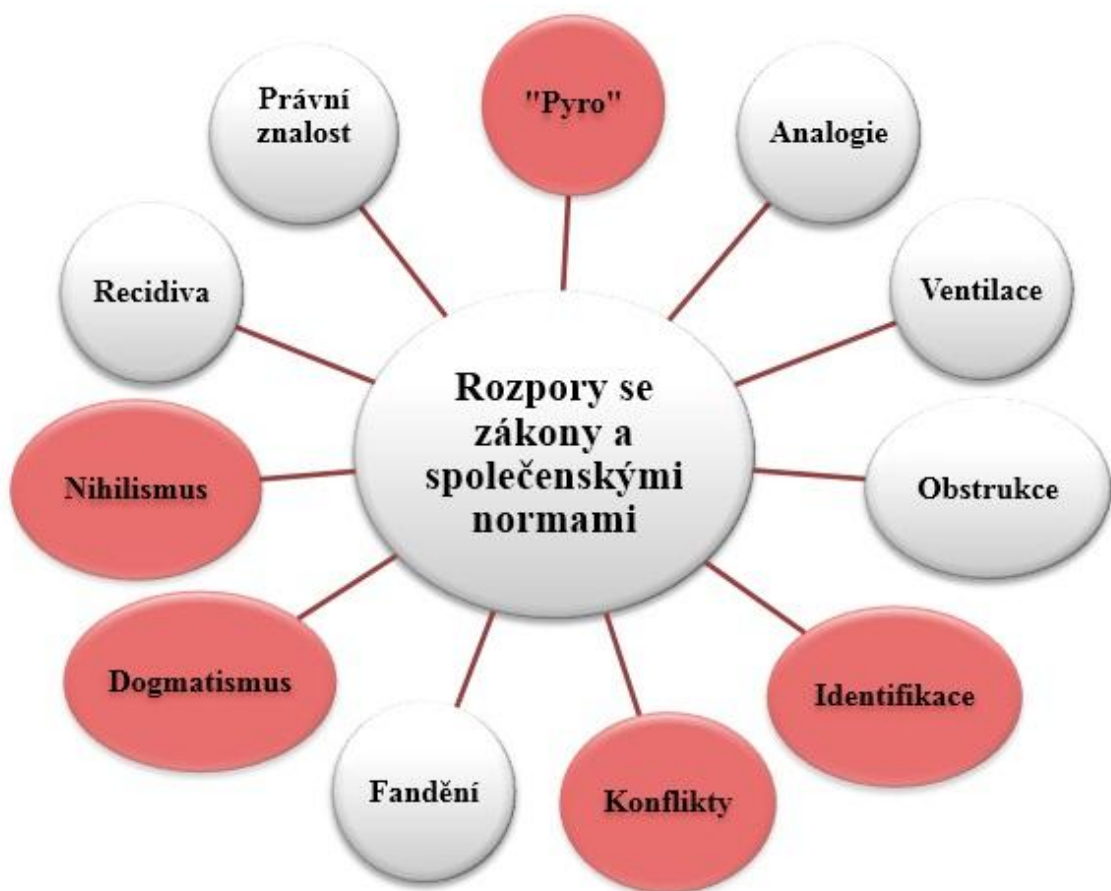 "Pyro"
Právní
znalost
Analogie
Recidiva
Ventilace
Rozpory se
zákony a
společenskými
normami
Nihilismus
Obstrukce
Dogmatismus
Identifikace
Fandění
Konflikty